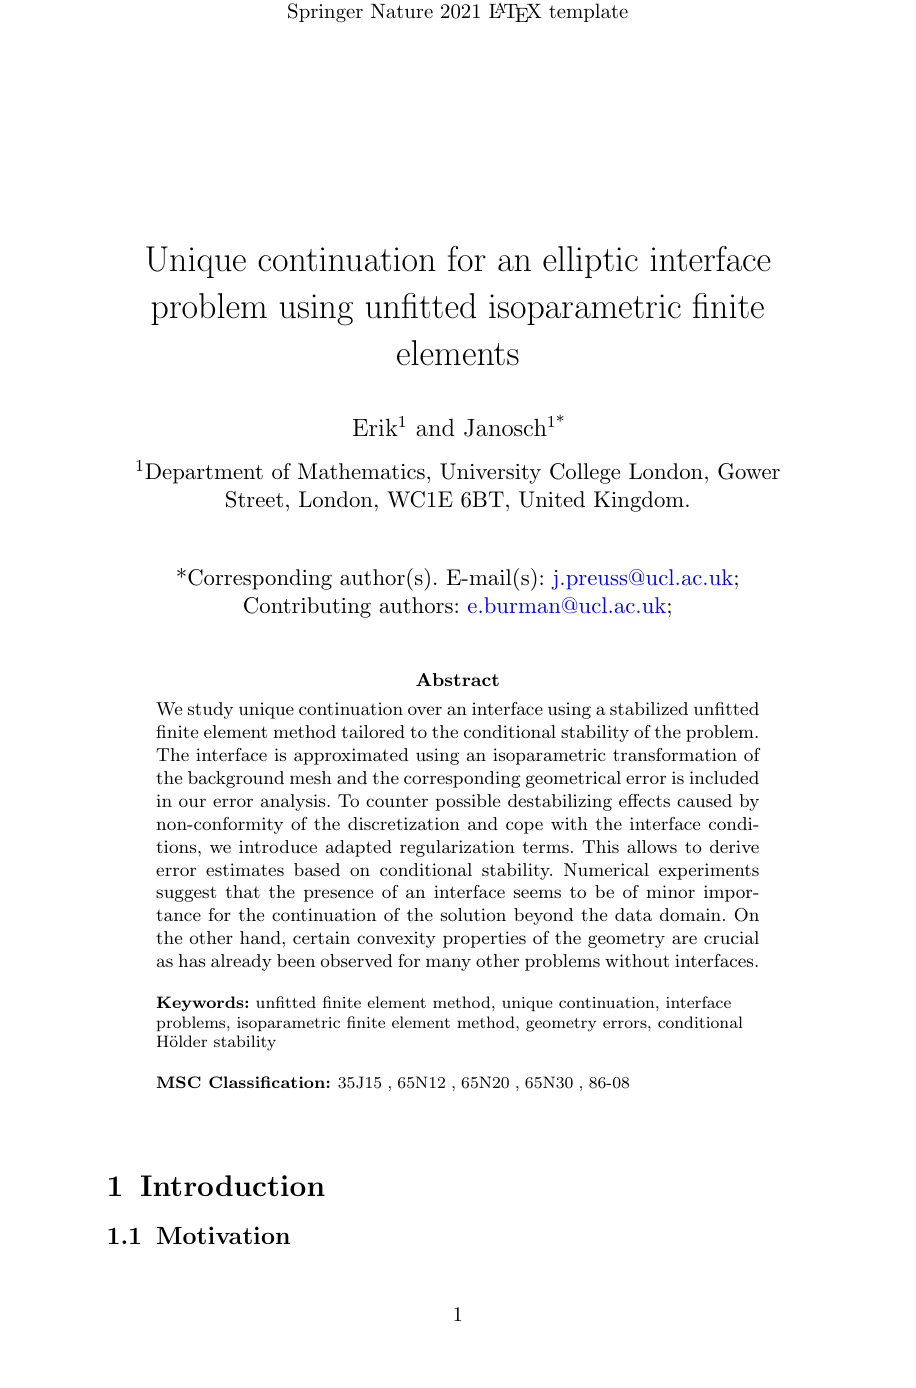 Springer Nature 2021 LATEX template
Unique continuation for an elliptic interface
problem using unfitted isoparametric finite
elements
Erik1 and Janosch1*
1Department of Mathematics, University College London, Gower
Street, London, WC1E 6BT, United Kingdom.
*Corresponding author(s). E-mail(s): j.preuss@ucl.ac.uk;
Contributing authors: e.burman@ucl.ac.uk;
Abstract
We study unique continuation over an interface using a stabilized unfitted
finite element method tailored to the conditional stability of the problem.
The interface is approximated using an isoparametric transformation of
the background mesh and the corresponding geometrical error is included
in our error analysis. To counter possible destabilizing effects caused by
non-conformity of the discretization and cope with the interface condi-
tions, we introduce adapted regularization terms. This allows to derive
error estimates based on conditional stability. Numerical experiments
suggest that the presence of an interface seems to be of minor impor-
tance for the continuation of the solution beyond the data domain. On
the other hand, certain convexity properties of the geometry are crucial
as has already been observed for many other problems without interfaces.
Keywords: unfitted finite element method, unique continuation, interface
problems, isoparametric finite element method, geometry errors, conditional
Hölder stability
MSC Classification: 35J15 , 65N12 , 65N20 , 65N30 , 86-08
1 Introduction
1.1 Motivation
1